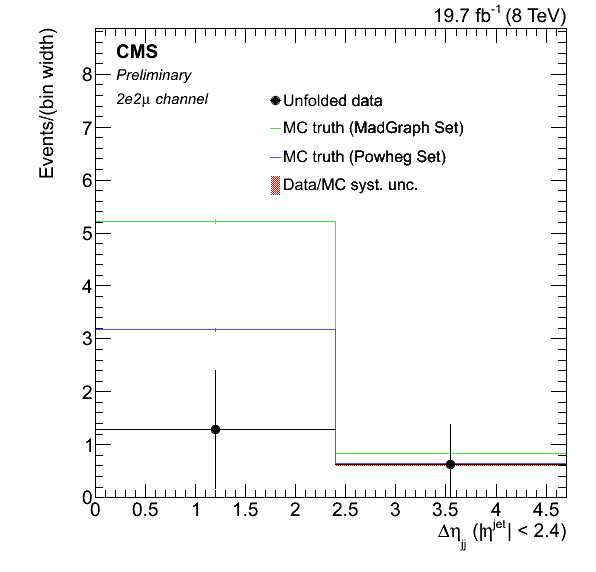 19.7 fb⁻¹ (8 TeV)
CMS
Preliminary
2e2μ channel
Unfolded data
MC truth (MadGraph Set)
MC truth (Powheg Set)
Data/MC syst. unc.
Events/(bin width)
8
7
6
5
4
3
2
1
0
0 0.5 1 1.5 2 2.5 3 3.5 4 4.5
Δη_jj (|η^jet| < 2.4)